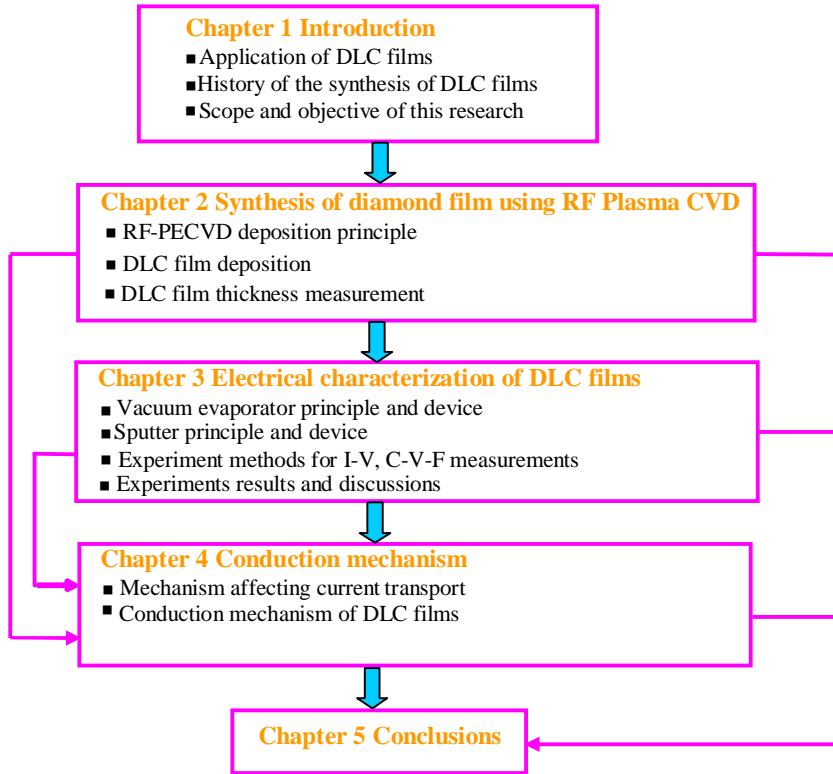 Chapter 1 Introduction
■ Application of DLC films
■ History of the synthesis of DLC films
■ Scope and objective of this research
Chapter 2 Synthesis of diamond film using RF Plasma CVD
■ RF-PECVD deposition principle
■ DLC film deposition
■ DLC film thickness measurement
Chapter 3 Electrical characterization of DLC films
■ Vacuum evaporator principle and device
■ Sputter principle and device
■ Experiment methods for I-V, C-V-F measurements
■ Experiments results and discussions
Chapter 4 Conduction mechanism
■ Mechanism affecting current transport
■ Conduction mechanism of DLC films
Chapter 5 Conclusions